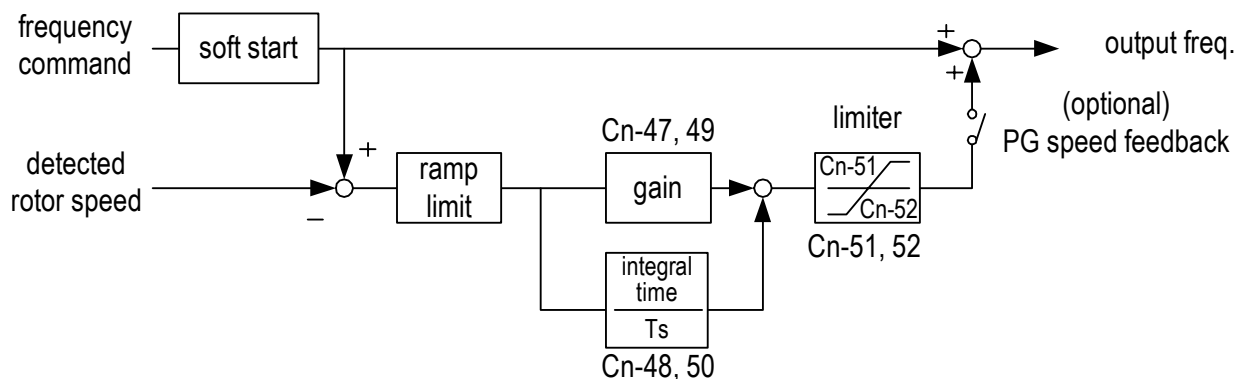 frequency
command
soft start
+
+
output freq.
(optional)
PG speed feedback
detected
rotor speed
+
−
ramp
limit
Cn-47, 49
gain
limiter
Cn-51
Cn-52
Cn-51, 52
integral
time
Ts
Cn-48, 50